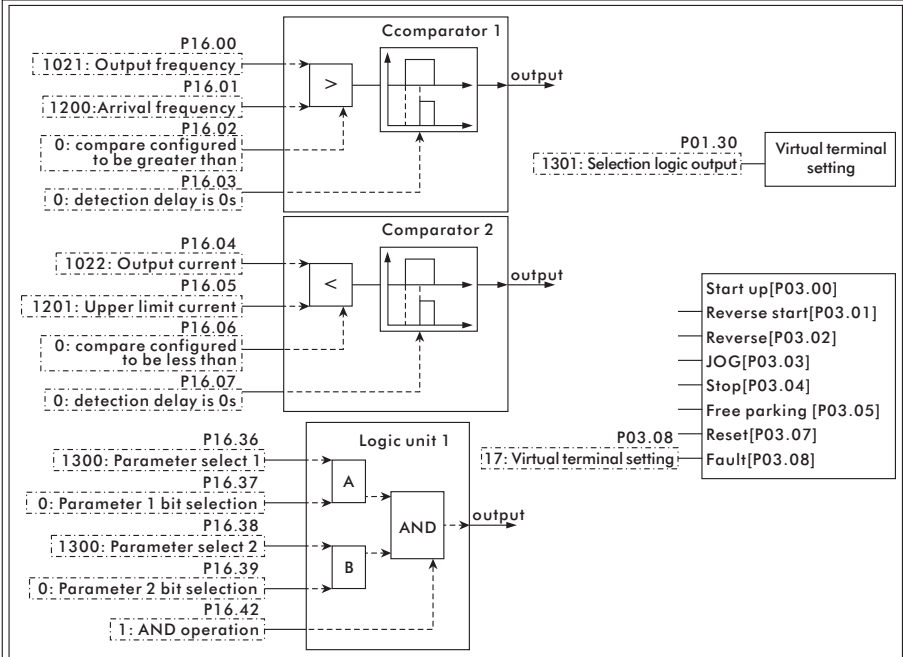 Ccomparator 1
P16.00
1021: Output frequency
P16.01
1200:Arrival frequency
P16.02
0: compare configured
to be greater than
P16.03
0: detection delay is 0s
>
output
P01.30
1301: Selection logic output
Virtual terminal
setting
Comparator 2
P16.04
1022: Output current
P16.05
1201: Upper limit current
P16.06
0: compare configured
to be less than
P16.07
0: detection delay is 0s
<
output
Start up[P03.00]
Reverse start[P03.01]
Reverse[P03.02]
JOG[P03.03]
Stop[P03.04]
Free parking [P03.05]
Reset[P03.07]
Fault[P03.08]
P03.08
17: Virtual terminal setting
Logic unit 1
P16.36
1300: Parameter select 1
P16.37
0: Parameter 1 bit selection
P16.38
1300: Parameter select 2
P16.39
0: Parameter 2 bit selection
P16.42
1: AND operation
A
B
AND
output